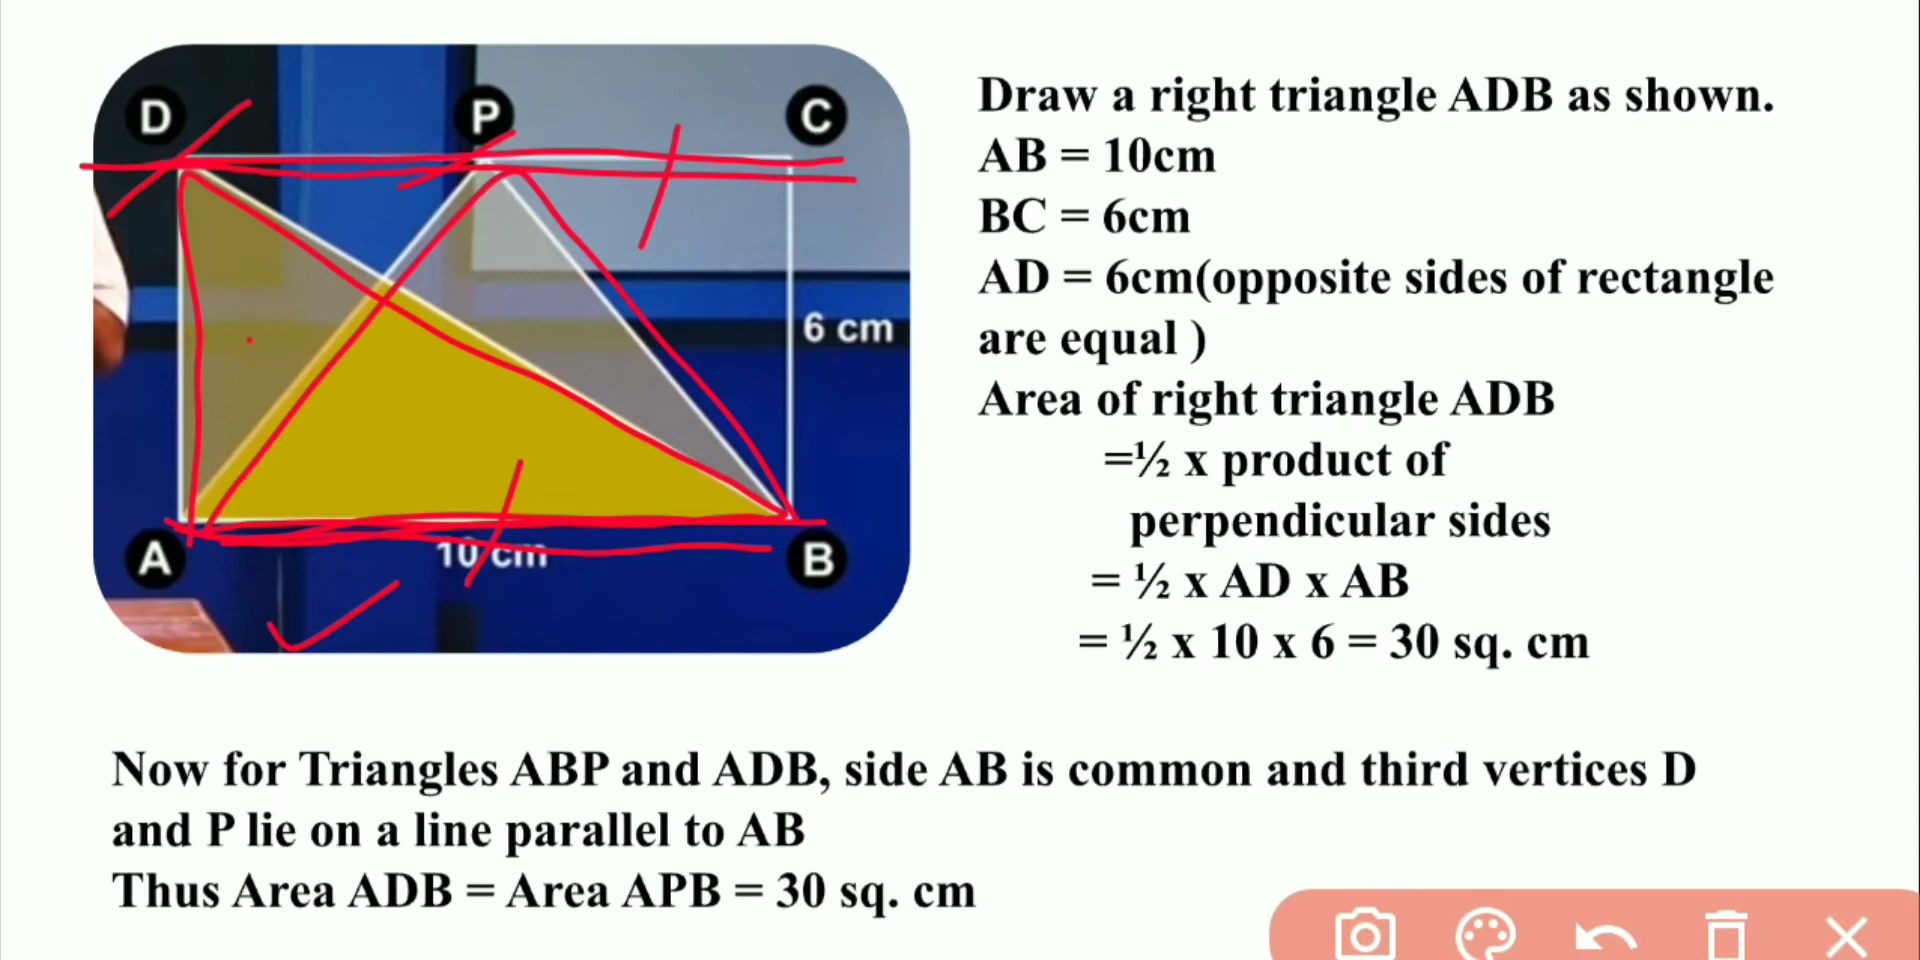 D P C
6 cm
A 10 cm B
Draw a right triangle ADB as shown.
AB = 10cm
BC = 6cm
AD = 6cm(opposite sides of rectangle
are equal )
Area of right triangle ADB
=½ x product of
perpendicular sides
= ½ x AD x AB
= ½ x 10 x 6 = 30 sq. cm
Now for Triangles ABP and ADB, side AB is common and third vertices D
and P lie on a line parallel to AB
Thus Area ADB = Area APB = 30 sq. cm